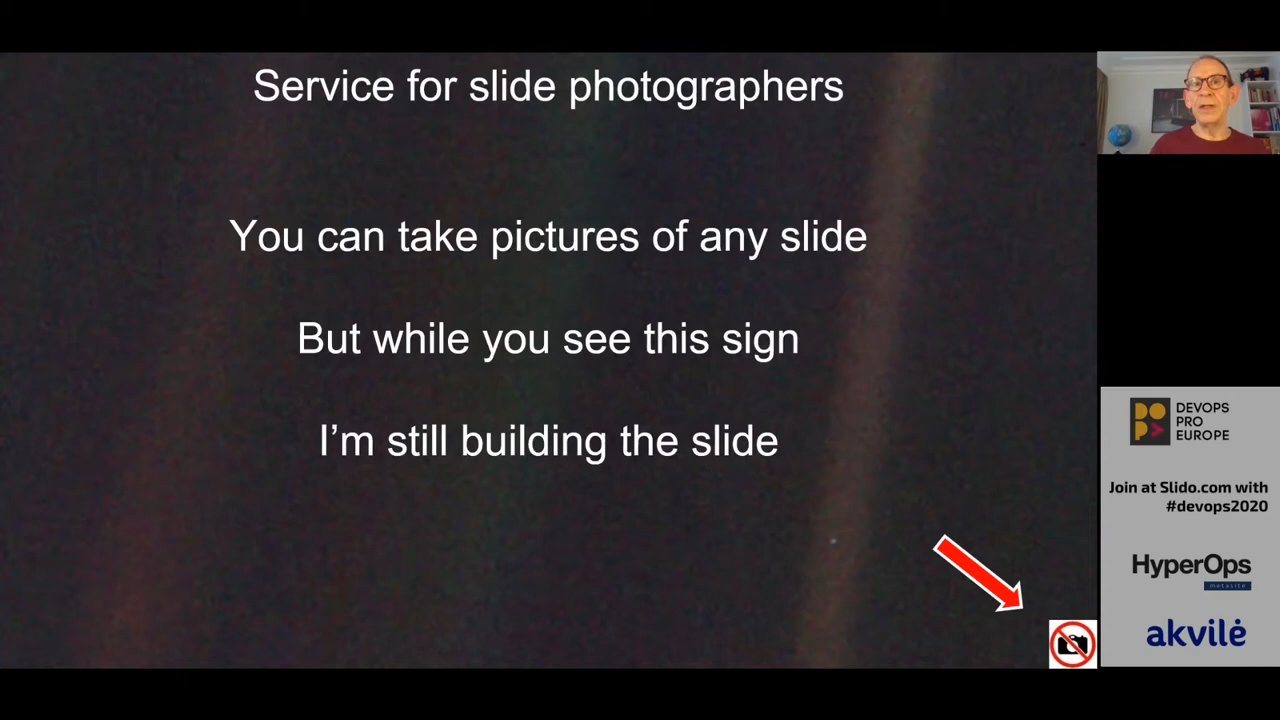 Service for slide photographers
You can take pictures of any slide
But while you see this sign
I’m still building the slide
DEVOPS
PRO
EUROPE
Join at Slido.com with
#devops2020
HyperOps
metasite
akvilė